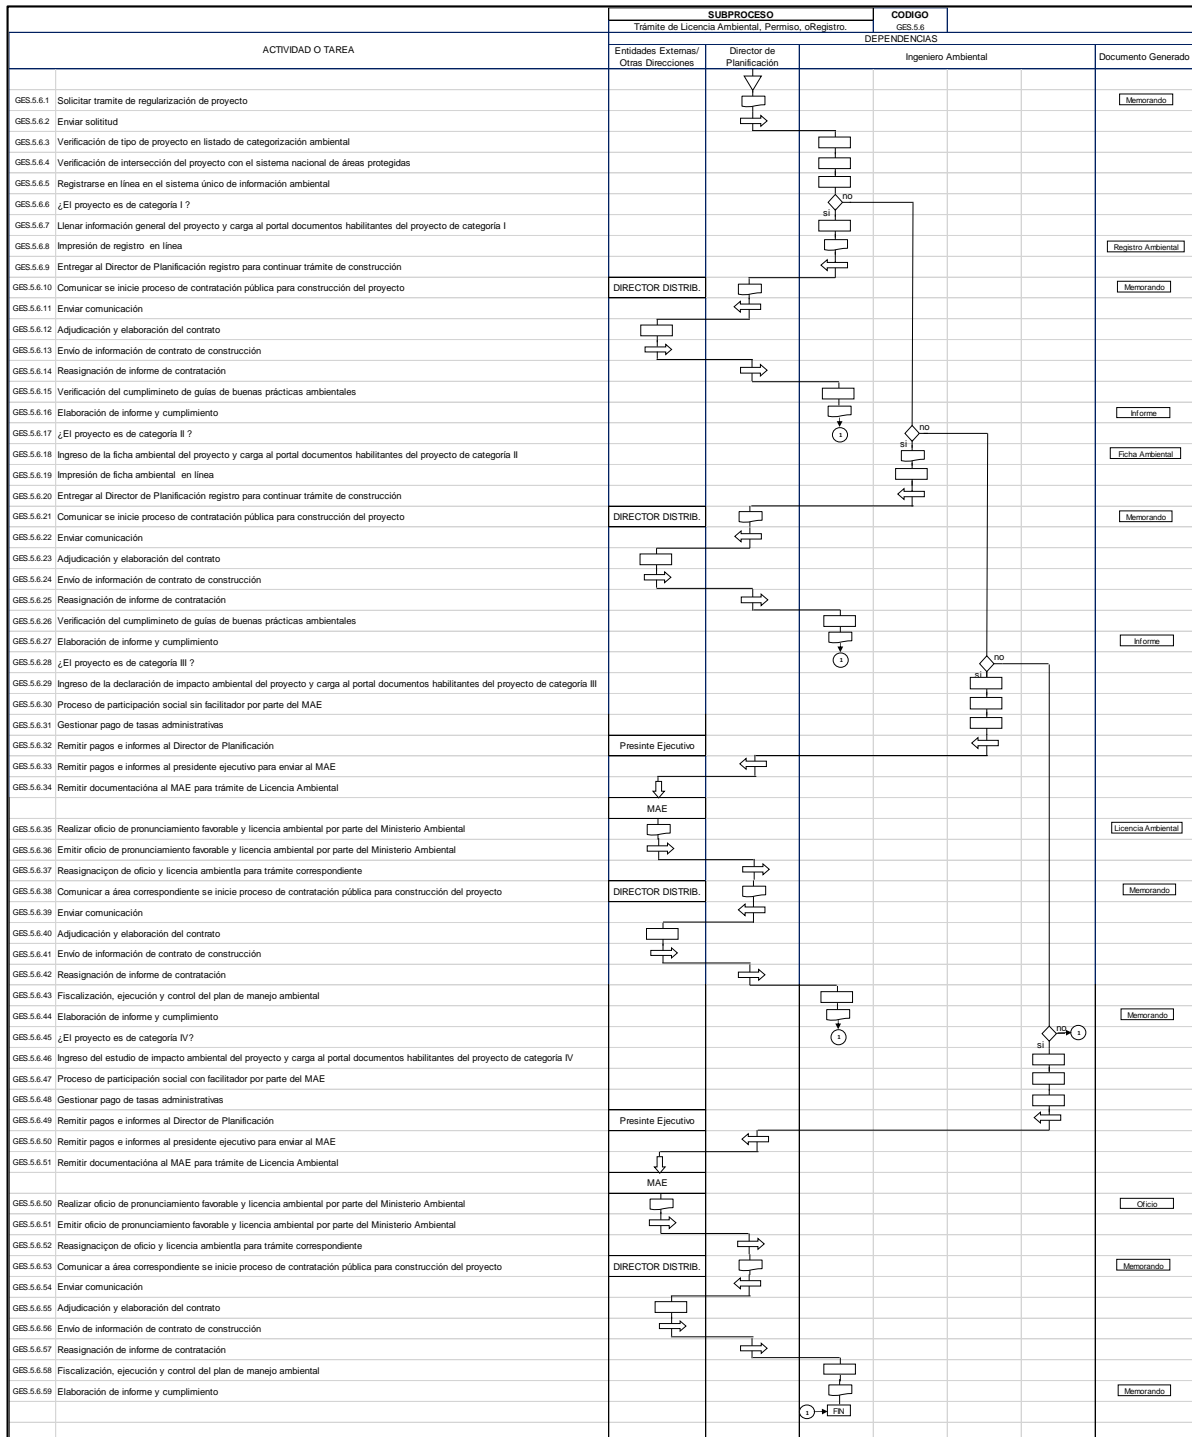 SUBPROCESO CODIGO
Trámite de Licencia Ambiental, Permiso, oRegistro. GES.5.6
ACTIVIDAD O TAREA DEPENDENCIAS
Entidades Externas/ Otras Direcciones Director de Planificación Ingeniero Ambiental Documento Generado
GES.5.6.1 Solicitar tramite de regularización de proyecto Memorando
GES.5.6.2 Enviar solititud
GES.5.6.3 Verificación de tipo de proyecto en listado de categorización ambiental
GES.5.6.4 Verificación de intersección del proyecto con el sistema nacional de áreas protegidas
GES.5.6.5 Registrarse en línea en el sistema único de información ambiental
GES.5.6.6 ¿El proyecto es de categoría I ? no
si
GES.5.6.7 Llenar información general del proyecto y carga al portal documentos habilitantes del proyecto de categoría I
GES.5.6.8 Impresión de registro en línea Registro Ambiental
GES.5.6.9 Entregar al Director de Planificación registro para continuar trámite de construcción
GES.5.6.10 Comunicar se inicie proceso de contratación pública para construcción del proyecto DIRECTOR DISTRIB. Memorando
GES.5.6.11 Enviar comunicación
GES.5.6.12 Adjudicación y elaboración del contrato
GES.5.6.13 Envío de información de contrato de construcción
GES.5.6.14 Reasignación de informe de contratación
GES.5.6.15 Verificación del cumplimineto de guías de buenas prácticas ambientales
GES.5.6.16 Elaboración de informe y cumplimiento Informe
GES.5.6.17 ¿El proyecto es de categoría II ? 1 no
si
GES.5.6.18 Ingreso de la ficha ambiental del proyecto y carga al portal documentos habilitantes del proyecto de categoría II Ficha Ambiental
GES.5.6.19 Impresión de ficha ambiental en línea
GES.5.6.20 Entregar al Director de Planificación registro para continuar trámite de construcción
GES.5.6.21 Comunicar se inicie proceso de contratación pública para construcción del proyecto DIRECTOR DISTRIB. Memorando
GES.5.6.22 Enviar comunicación
GES.5.6.23 Adjudicación y elaboración del contrato
GES.5.6.24 Envío de información de contrato de construcción
GES.5.6.25 Reasignación de informe de contratación
GES.5.6.26 Verificación del cumplimineto de guías de buenas prácticas ambientales
GES.5.6.27 Elaboración de informe y cumplimiento Informe
GES.5.6.28 ¿El proyecto es de categoría III ? 1 no
si
GES.5.6.29 Ingreso de la declaración de impacto ambiental del proyecto y carga al portal documentos habilitantes del proyecto de categoría III
GES.5.6.30 Proceso de participación social sin facilitador por parte del MAE
GES.5.6.31 Gestionar pago de tasas administrativas
GES.5.6.32 Remitir pagos e informes al Director de Planificación Presinte Ejecutivo
GES.5.6.33 Remitir pagos e informes al presidente ejecutivo para enviar al MAE
GES.5.6.34 Remitir documentacióna al MAE para trámite de Licencia Ambiental
MAE
GES.5.6.35 Realizar oficio de pronunciamiento favorable y licencia ambiental por parte del Ministerio Ambiental Licencia Ambiental
GES.5.6.36 Emitir oficio de pronunciamiento favorable y licencia ambiental por parte del Ministerio Ambiental
GES.5.6.37 Reasignaciçon de oficio y licencia ambientla para trámite correspondiente
GES.5.6.38 Comunicar a área correspondiente se inicie proceso de contratación pública para construcción del proyecto DIRECTOR DISTRIB. Memorando
GES.5.6.39 Enviar comunicación
GES.5.6.40 Adjudicación y elaboración del contrato
GES.5.6.41 Envío de información de contrato de construcción
GES.5.6.42 Reasignación de informe de contratación
GES.5.6.43 Fiscalización, ejecución y control del plan de manejo ambiental
GES.5.6.44 Elaboración de informe y cumplimiento Memorando
GES.5.6.45 ¿El proyecto es de categoría IV? 1 no 1
si
GES.5.6.46 Ingreso del estudio de impacto ambiental del proyecto y carga al portal documentos habilitantes del proyecto de categoría IV
GES.5.6.47 Proceso de participación social con facilitador por parte del MAE
GES.5.6.48 Gestionar pago de tasas administrativas
GES.5.6.49 Remitir pagos e informes al Director de Planificación Presinte Ejecutivo
GES.5.6.50 Remitir pagos e informes al presidente ejecutivo para enviar al MAE
GES.5.6.51 Remitir documentacióna al MAE para trámite de Licencia Ambiental
MAE
GES.5.6.50 Realizar oficio de pronunciamiento favorable y licencia ambiental por parte del Ministerio Ambiental Oficio
GES.5.6.51 Emitir oficio de pronunciamiento favorable y licencia ambiental por parte del Ministerio Ambiental
GES.5.6.52 Reasignaciçon de oficio y licencia ambientla para trámite correspondiente
GES.5.6.53 Comunicar a área correspondiente se inicie proceso de contratación pública para construcción del proyecto DIRECTOR DISTRIB. Memorando
GES.5.6.54 Enviar comunicación
GES.5.6.55 Adjudicación y elaboración del contrato
GES.5.6.56 Envío de información de contrato de construcción
GES.5.6.57 Reasignación de informe de contratación
GES.5.6.58 Fiscalización, ejecución y control del plan de manejo ambiental
GES.5.6.59 Elaboración de informe y cumplimiento Memorando
1 FIN